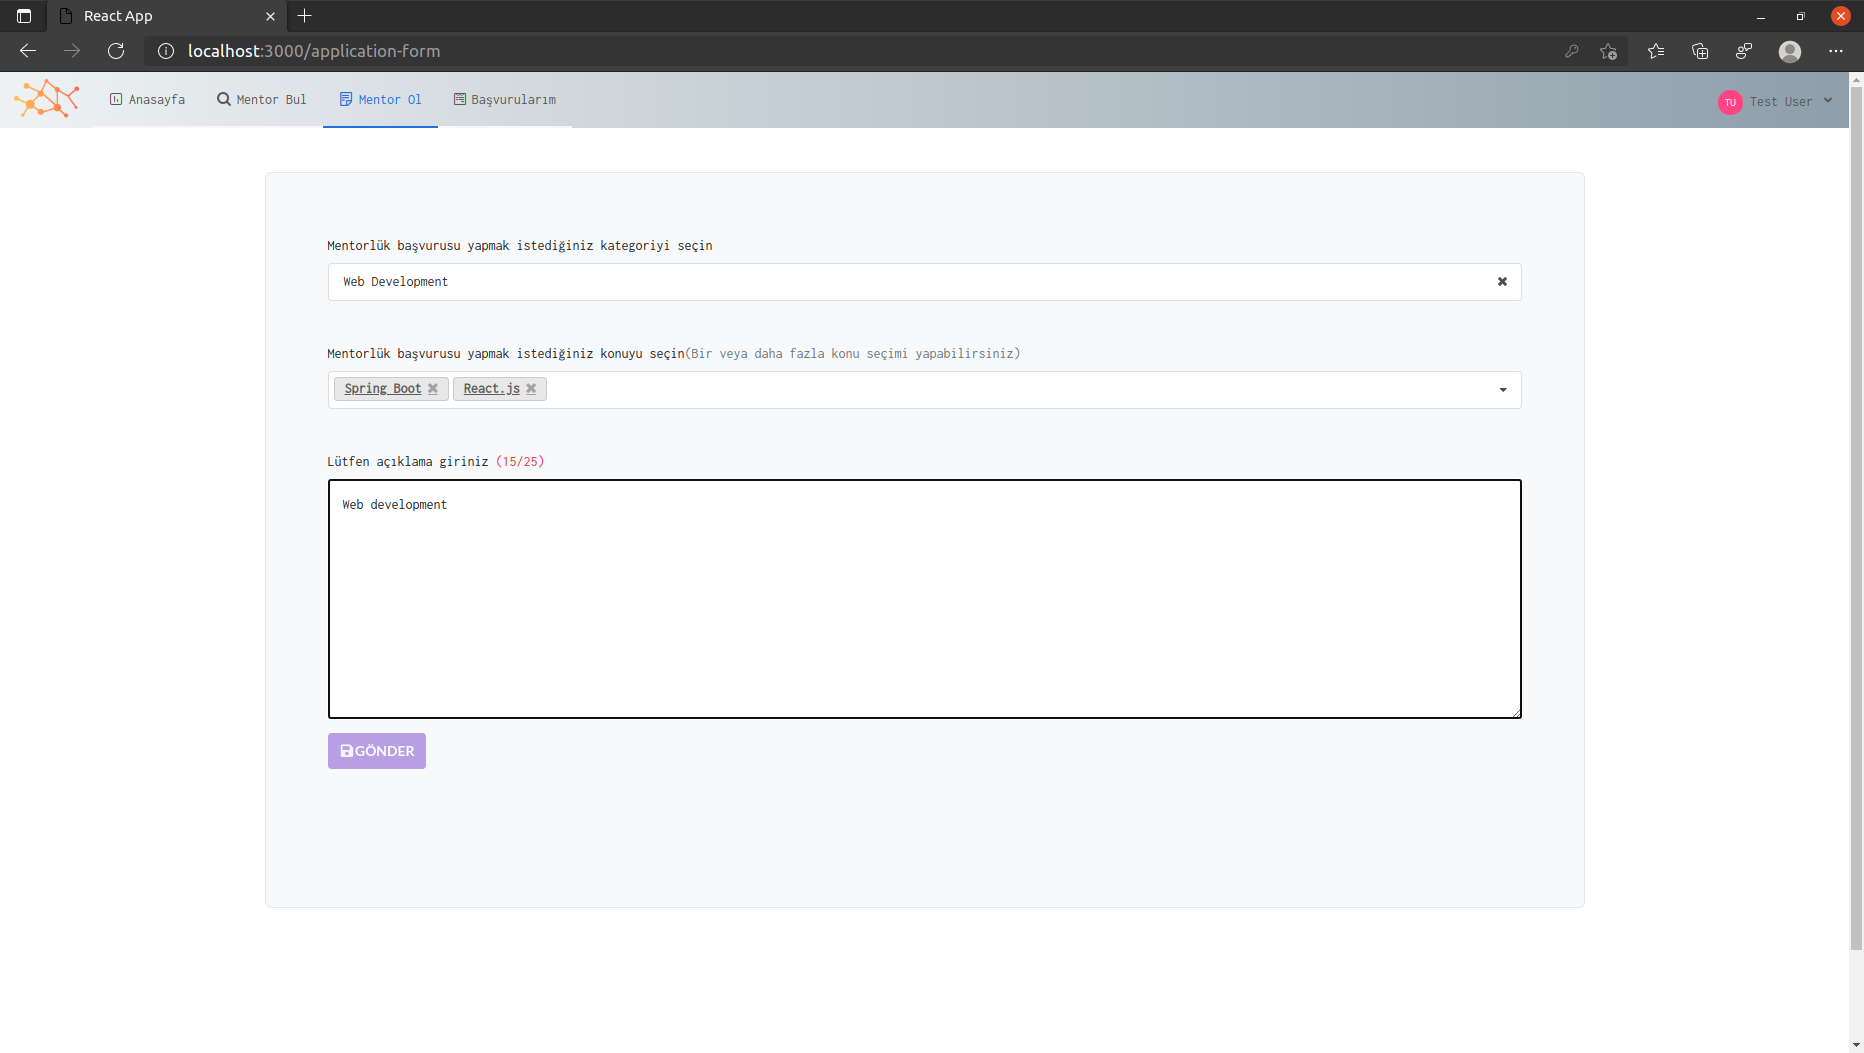 React App
localhost:3000/application-form
Anasayfa
Mentor Bul
Mentor Ol
Başvurularım
TU
Test User
Mentorlük başvurusu yapmak istediğiniz kategoriyi seçin
Web Development
Mentorlük başvurusu yapmak istediğiniz konuyu seçin(Bir veya daha fazla konu seçimi yapabilirsiniz)
Spring Boot
React.js
Lütfen açıklama giriniz (15/25)
Web development
GÖNDER